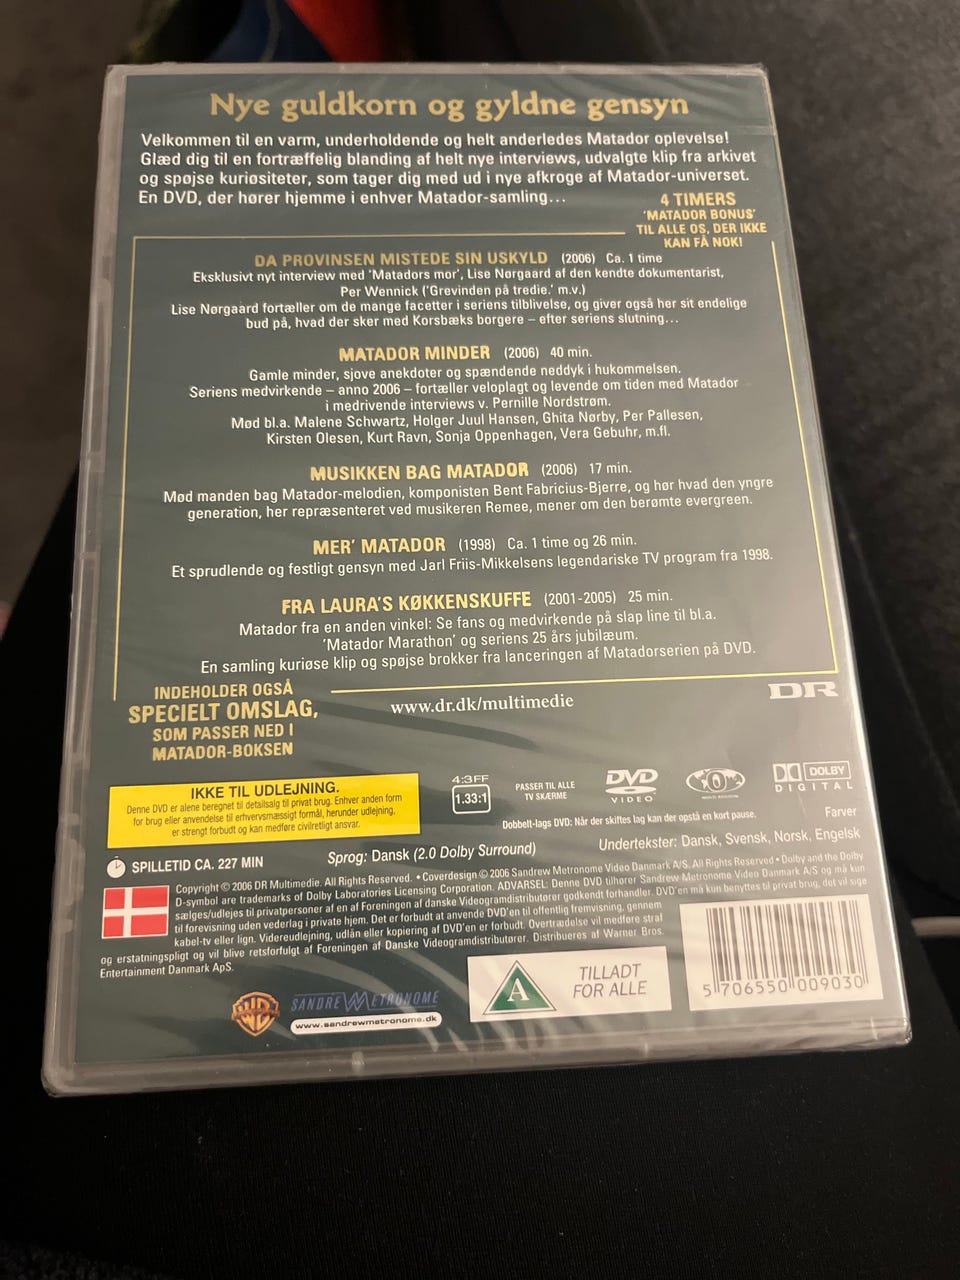 Nye guldkorn og gyldne gensyn
Velkommen til en varm, underholdende og helt anderledes Matador oplevelse!
Glæd dig til en fortræffelig blanding af helt nye interviews, udvalgte klip fra arkivet
og spøjse kuriøsiteter, som tager dig med ud i nye afkroge af Matador-universet.
En DVD, der hører hjemme i enhver Matador-samling...
4 TIMERS
'MATADOR BONUS'
TIL ALLE OS, DER IKKE
KAN FÅ NOK!
DA PROVINSEN MISTEDE SIN USKYLD (2006) Ca. 1 time
Eksklusivt nyt interview med 'Matadors mor', Lise Nørgaard af den kendte dokumentarist,
Per Wennick ('Grevinden på tredie.' m.v.)
Lise Nørgaard fortæller om de mange facetter i seriens tilblivelse, og giver også her sit endelige
bud på, hvad der sker med Korsbæks borgere – efter seriens slutning...
MATADOR MINDER (2006) 40 min.
Gamle minder, sjove anekdoter og spændende neddyk i hukommelsen.
Seriens medvirkende – anno 2006 – fortæller veloplagt og levende om tiden med Matador
i medrivende interviews v. Pernille Nordstrøm.
Mød bl.a. Malene Schwartz, Holger Juul Hansen, Ghita Nørby, Per Pallesen,
Kirsten Olesen, Kurt Ravn, Sonja Oppenhagen, Vera Gebuhr, m.fl.
MUSIKKEN BAG MATADOR (2006) 17 min.
Mød manden bag Matador-melodien, komponisten Bent Fabricius-Bjerre, og hør hvad den yngre
generation, her repræsenteret ved musikeren Remee, mener om den berømte evergreen.
MER' MATADOR (1998) Ca. 1 time og 26 min.
Et sprudlende og festligt gensyn med Jarl Friis-Mikkelsens legendariske TV program fra 1998.
FRA LAURA'S KØKKENSKUFFE (2001-2005) 25 min.
Matador fra en anden vinkel: Se fans og medvirkende på slap line til bl.a.
'Matador Marathon' og seriens 25 års jubilæum.
En samling kuriøse klip og spøjse brokker fra lanceringen af Matadorserien på DVD.
INDEHOLDER OGSÅ
SPECIELT OMSLAG,
SOM PASSER NED I
MATADOR-BOKSEN
www.dr.dk/multimedie
DR
IKKE TIL UDLEJNING.
Denne DVD er alene beregnet til detailsalg til privat brug. Enhver anden form
for brug eller anvendelse til erhvervsmæssigt formål, herunder udlejning,
er strengt forbudt og kan medføre civilretligt ansvar.
4:3FF
1.33:1
PASSER TIL ALLE
TV SKÆRME
DVD
VIDEO
DOLBY
DIGITAL
Dobbelt-lags DVD: Når der skiftes lag kan der opstå en kort pause.
Farver
SPILLETID CA. 227 MIN
Sprog: Dansk (2.0 Dolby Surround)
Undertekster: Dansk, Svensk, Norsk, Engelsk
Copyright © 2006 DR Multimedie. All Rights Reserved. • Coverdesign © 2006 Sandrew Metronome Video Danmark A/S. All Rights Reserved • Dolby and the Dolby
D-symbol are trademarks of Dolby Laboratories Licensing Corporation. ADVARSEL: Denne DVD tilhører Sandrew Metronome Video Danmark A/S og må kun
sælges/udlejes til privatpersoner af en af Foreningen af danske Videogramdistributører godkendt forhandler. DVD'en må kun benyttes til privat brug, det vil sige
til forevisning uden vederlag i private hjem. Det er forbudt at anvende DVD'en til offentlig fremvisning, gennem
kabel-tv eller lign. Videreudlejning, udlån eller kopiering af DVD'en er forbudt. Overtrædelse vil medføre straf
og erstatningspligt og vil blive retsforfulgt af Foreningen af Danske Videogramdistributører. Distribueres af Warner Bros.
Entertainment Danmark ApS.
WB
SANDREW METRONOME
www.sandrewmetronome.dk
A
TILLADT
FOR ALLE
5 706550 009030